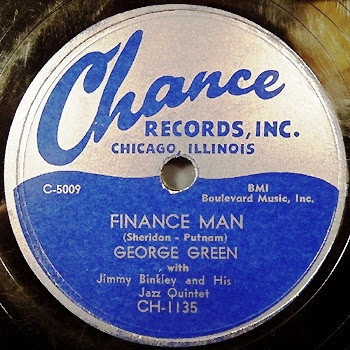 Chance
RECORDS, INC.
CHICAGO, ILLINOIS
C-5009
BMI
Boulevard Music, Inc.
FINANCE MAN
(Sheridan - Putnam)
GEORGE GREEN
with
Jimmy Binkley and His
Jazz Quintet
CH-1135